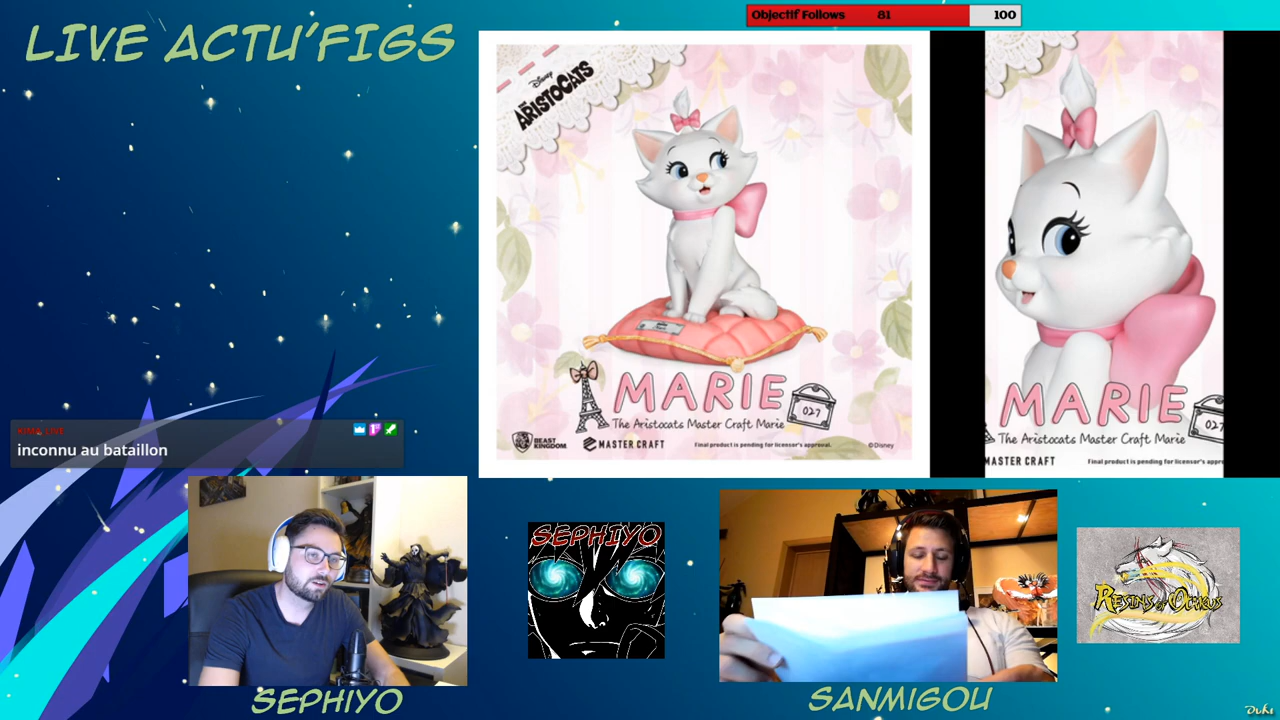 LIVE ACTU'FIGS
Objectif Follows 81 100
Disney
THE ARISTOCATS
MARIE
027
The Aristocats Master Craft Marie
BEAST KINGDOM
MASTER CRAFT
Final product is pending for licensor's approval.
©Disney
MARIE
027
The Aristocats Master Craft Marie
MASTER CRAFT
Final product is pending for licensor's appro
inconnu au bataillon
SEPHIYO
RESINS OF OTAKUS
SEPHIYO
SANMIGOU